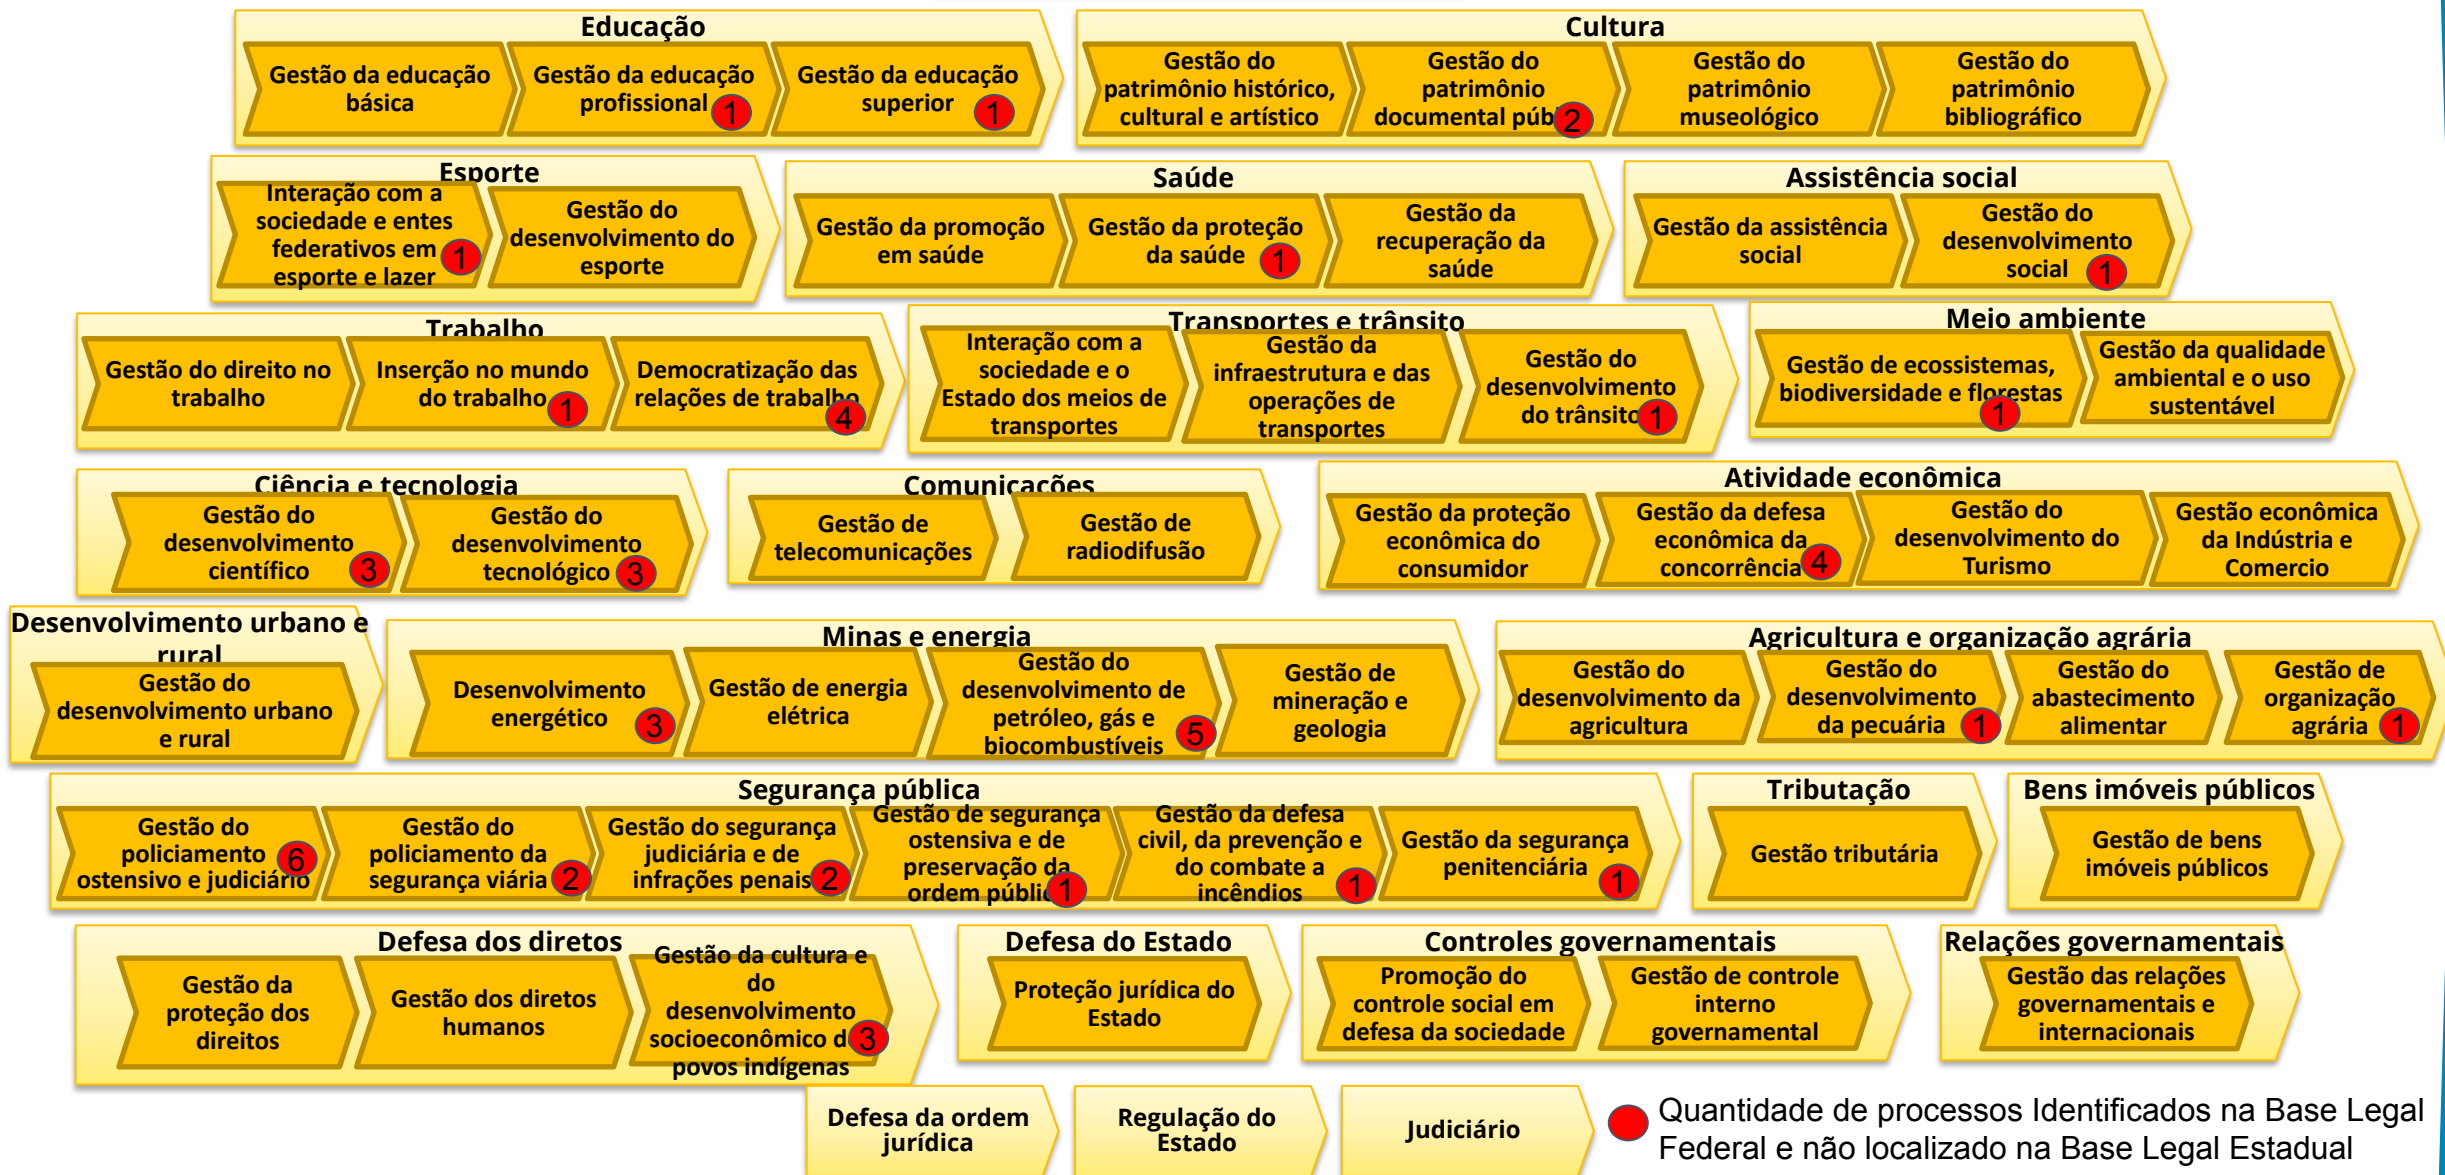 Educação
Gestão da educação
básica
Gestão da educação
profissional
1
Gestão da educação
superior
1
Cultura
Gestão do
patrimônio histórico,
cultural e artístico
Gestão do
patrimônio
documental púb
2
Gestão do
patrimônio
museológico
Gestão do
patrimônio
bibliográfico
Esporte
Interação com a
sociedade e entes
federativos em
esporte e lazer
1
Gestão do
desenvolvimento do
esporte
Saúde
Gestão da promoção
em saúde
Gestão da proteção
da saúde
1
Gestão da
recuperação da
saúde
Assistência social
Gestão da assistência
social
Gestão do
desenvolvimento
social
1
Trabalho
Gestão do direito no
trabalho
Inserção no mundo
do trabalho
1
Democratização das
relações de trabalho
4
Transportes e trânsito
Interação com a
sociedade e o
Estado dos meios de
transportes
Gestão da
infraestrutura e das
operações de
transportes
Gestão do
desenvolvimento
do trânsito
1
Meio ambiente
Gestão de ecossistemas,
biodiversidade e florestas
1
Gestão da qualidade
ambiental e o uso
sustentável
Ciência e tecnologia
Gestão do
desenvolvimento
científico
3
Gestão do
desenvolvimento
tecnológico
3
Comunicações
Gestão de
telecomunicações
Gestão de
radiodifusão
Atividade econômica
Gestão da proteção
econômica do
consumidor
Gestão da defesa
econômica da
concorrência
4
Gestão do
desenvolvimento do
Turismo
Gestão econômica
da Indústria e
Comercio
Desenvolvimento urbano e
rural
Gestão do
desenvolvimento urbano
e rural
Minas e energia
Desenvolvimento
energético
3
Gestão de energia
elétrica
Gestão do
desenvolvimento de
petróleo, gás e
biocombustíveis
5
Gestão de
mineração e
geologia
Agricultura e organização agrária
Gestão do
desenvolvimento da
agricultura
Gestão do
desenvolvimento
da pecuária
1
Gestão do
abastecimento
alimentar
Gestão de
organização
agrária
1
Segurança pública
Gestão do
policiamento
ostensivo e judiciário
6
Gestão do
policiamento da
segurança viária
2
Gestão do segurança
judiciária e de
infrações penais
2
Gestão de segurança
ostensiva e de
preservação da
ordem públic
1
Gestão da defesa
civil, da prevenção e
do combate a
incêndios
1
Gestão da segurança
penitenciária
1
Tributação
Gestão tributária
Bens imóveis públicos
Gestão de bens
imóveis públicos
Defesa dos diretos
Gestão da
proteção dos
direitos
Gestão dos diretos
humanos
Gestão da cultura e
do
desenvolvimento
socioeconômico d
povos indígenas
3
Defesa do Estado
Proteção jurídica do
Estado
Controles governamentais
Promoção do
controle social em
defesa da sociedade
Gestão de controle
interno
governamental
Relações governamentais
Gestão das relações
governamentais e
internacionais
Defesa da ordem
jurídica
Regulação do
Estado
Judiciário
Quantidade de processos Identificados na Base Legal
Federal e não localizado na Base Legal Estadual